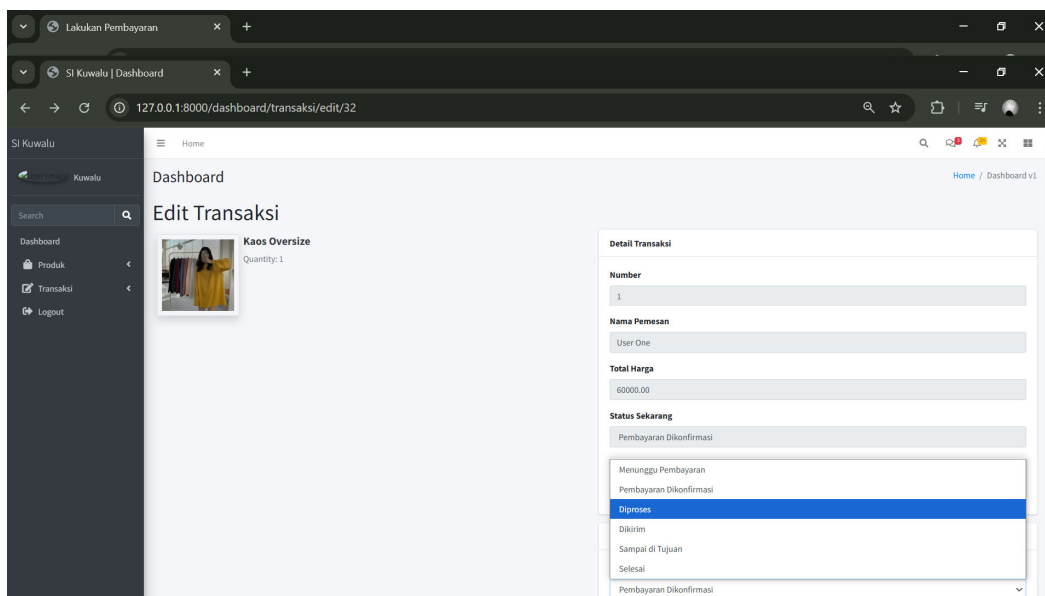 Lakukan Pembayaran
SI Kuwalu | Dashboard
127.0.0.1:8000/dashboard/transaksi/edit/32
SI Kuwalu
Home
Kuwalu
Dashboard
Home / Dashboard v1
Search
Edit Transaksi
Dashboard
Produk
Transaksi
Logout
Kaos Oversize
Quantity: 1
Detail Transaksi
Number
1
Nama Pemesan
User One
Total Harga
60000.00
Status Sekarang
Pembayaran Dikonfirmasi
Menunggu Pembayaran
Pembayaran Dikonfirmasi
Diproses
Dikirim
Sampai di Tujuan
Selesai
Pembayaran Dikonfirmasi